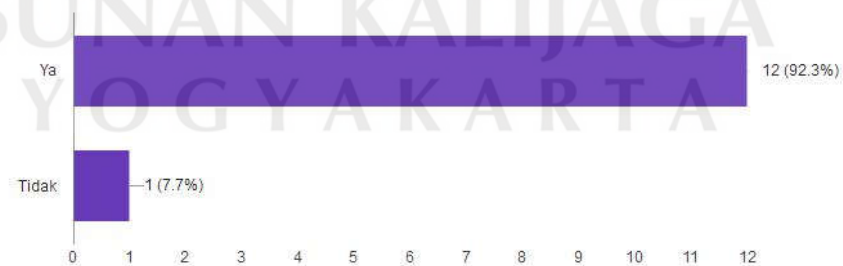 SUNAN KALIJAGA
YOGYAKARTA
Ya
12 (92.3%)
Tidak
1 (7.7%)
0 1 2 3 4 5 6 7 8 9 10 11 12